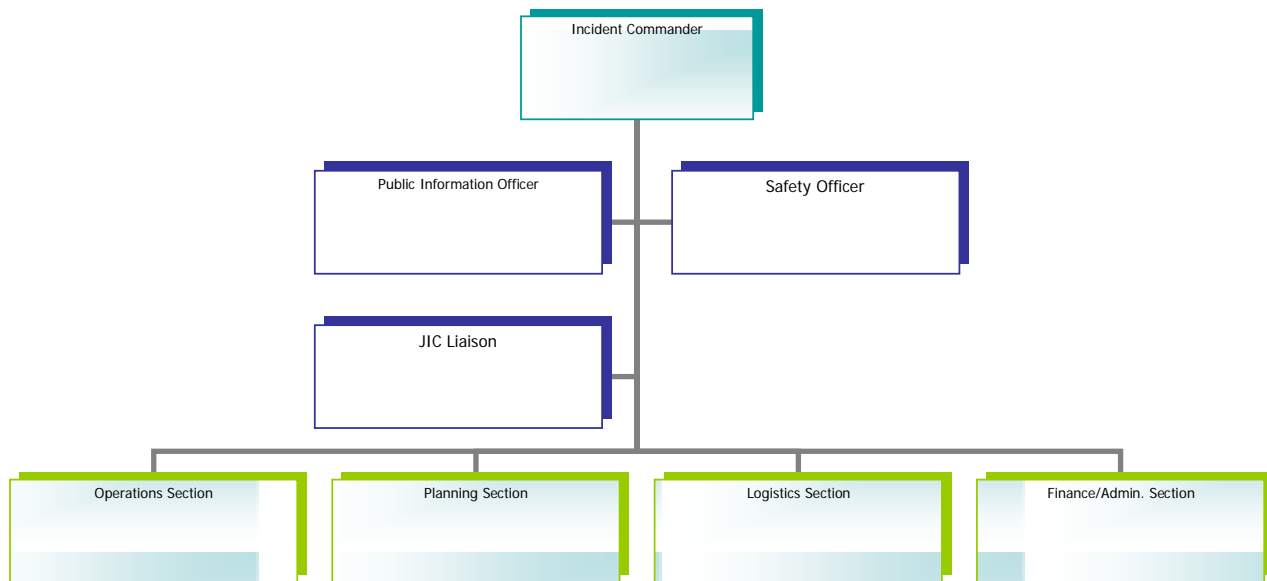 Incident Commander
Public Information Officer
Safety Officer
JIC Liaison
Operations Section
Planning Section
Logistics Section
Finance/Admin. Section